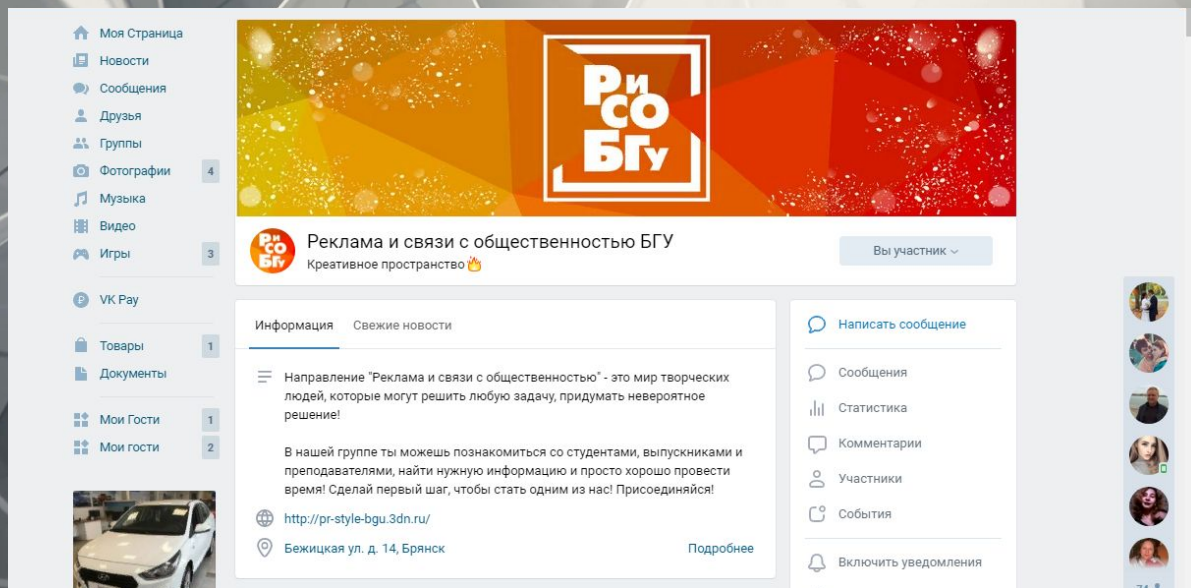 Моя Страница
Новости
Сообщения
Друзья
Группы
Фотографии 4
Музыка
Видео
Игры 3
VK Pay
Товары 1
Документы
Мои Гости 1
Мои гости 2
Ри
СО
БГу
Ри
СО
БГу
Реклама и связи с общественностью БГУ
Креативное пространство🔥
Вы участник
Информация Свежие новости
Направление "Реклама и связи с общественностью" - это мир творческих
людей, которые могут решить любую задачу, придумать невероятное
решение!
В нашей группе ты можешь познакомиться со студентами, выпускниками и
преподавателями, найти нужную информацию и просто хорошо провести
время! Сделай первый шаг, чтобы стать одним из нас! Присоединяйся!
http://pr-style-bgu.3dn.ru/
Бежицкая ул. д. 14, Брянск Подробнее
Написать сообщение
Сообщения
Статистика
Комментарии
Участники
События
Включить уведомления